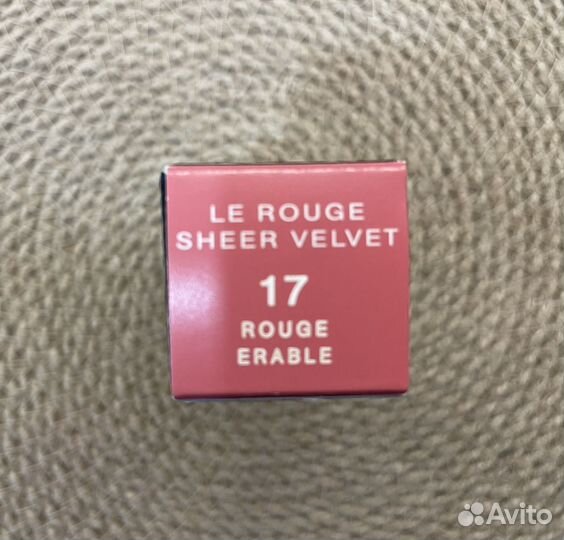 LE ROUGE
SHEER VELVET
17
ROUGE
ERABLE
Avito